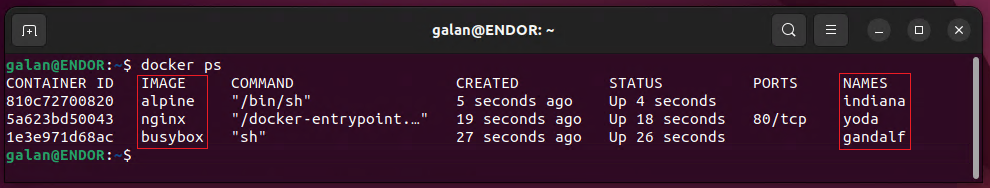 galan@ENDOR: ~
galan@ENDOR:~$ docker ps
CONTAINER ID   IMAGE     COMMAND                  CREATED          STATUS          PORTS     NAMES
810c72700820   alpine    "/bin/sh"                5 seconds ago    Up 4 seconds              indiana
5a623bd50043   nginx     "/docker-entrypoint.…"   19 seconds ago   Up 18 seconds   80/tcp    yoda
1e3e971d68ac   busybox   "sh"                     27 seconds ago   Up 26 seconds             gandalf
galan@ENDOR:~$